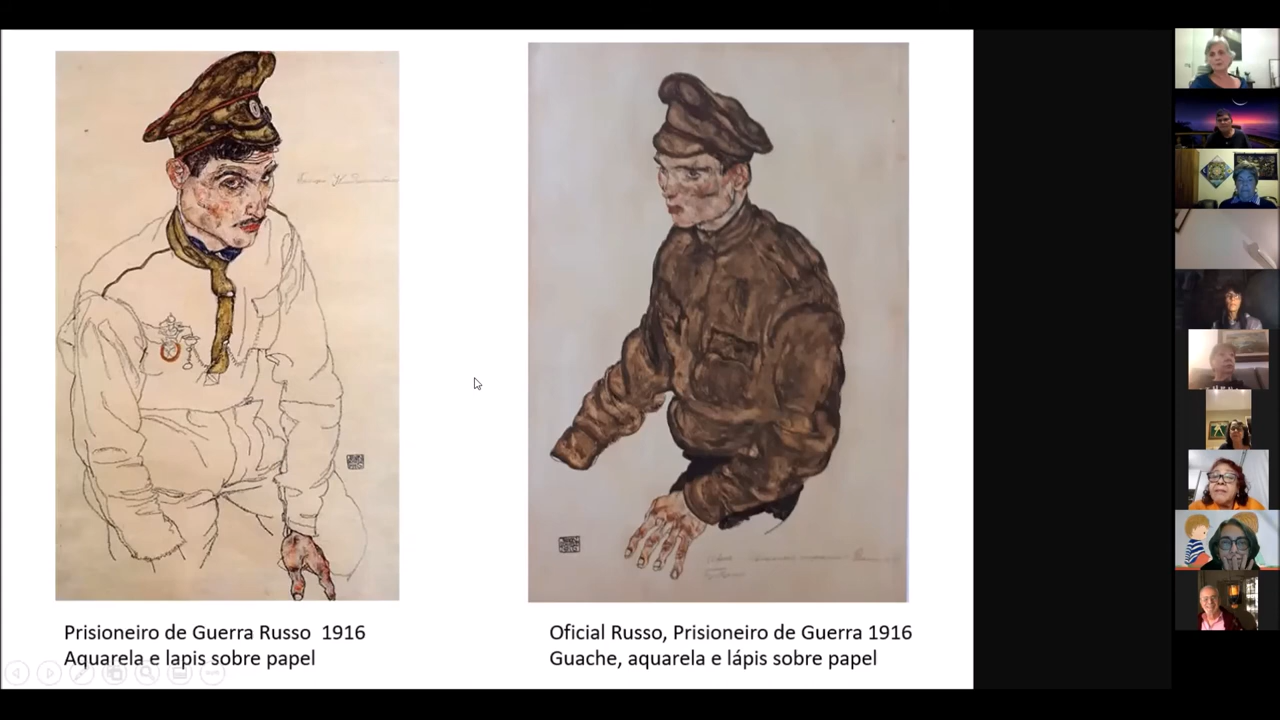 Prisioneiro de Guerra Russo 1916
Aquarela e lapis sobre papel
Oficial Russo, Prisioneiro de Guerra 1916
Guache, aquarela e lápis sobre papel